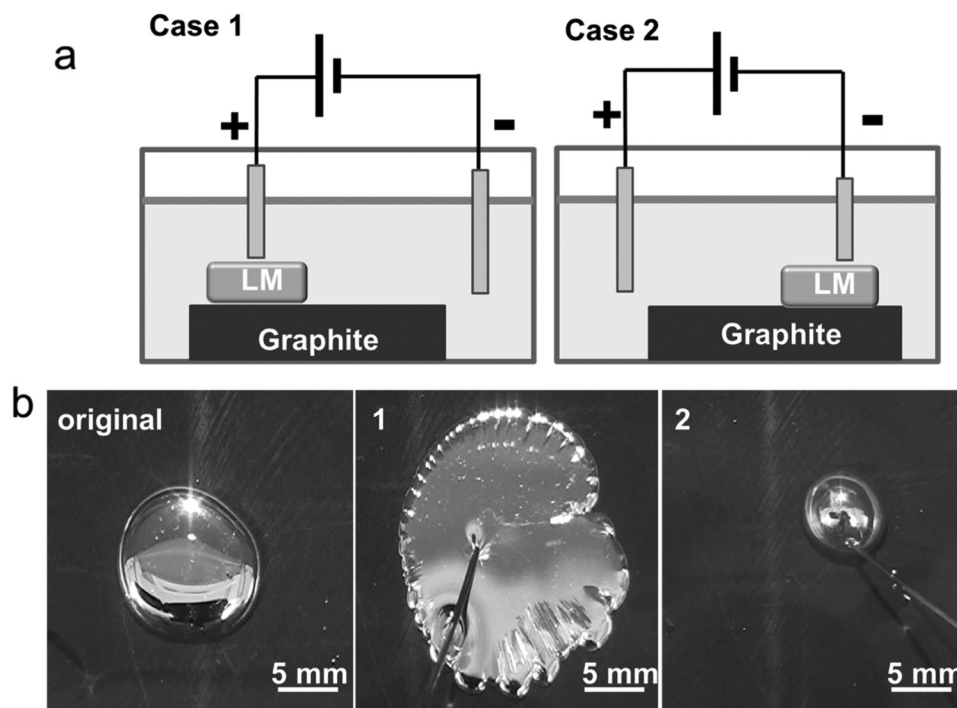 a
Case 1
Case 2
+
-
+
-
LM
LM
Graphite
Graphite
b
original
1
2
5 mm
5 mm
5 mm